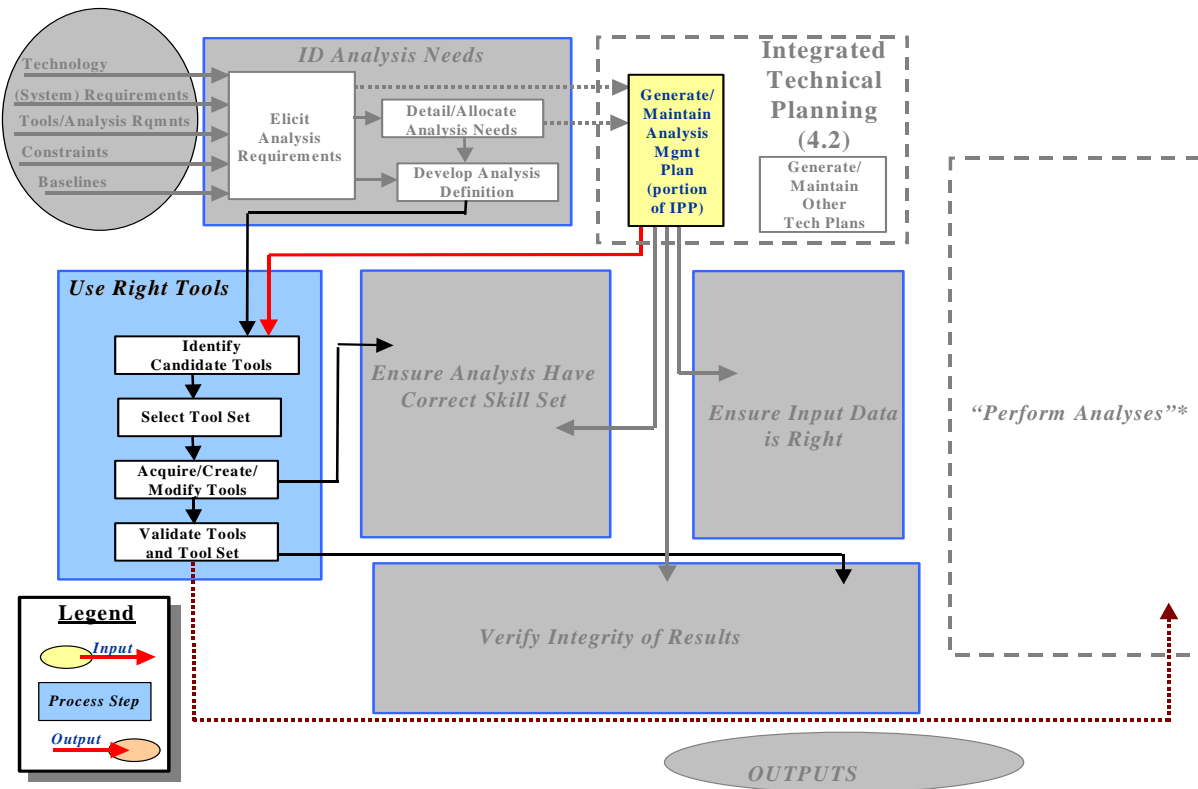 ID Analysis Needs
Technology
(System) Requirements
Tools/Analysis Rqmnts
Constraints
Baselines
Elicit
Analysis
Requirements
Detail/Allocate
Analysis Needs
Develop Analysis
Definition
Generate/
Maintain
Analysis
Mgmt
Plan
(portion
of IPP)
Integrated
Technical
Planning
(4.2)
Generate/
Maintain
Other
Tech Plans
Use Right Tools
Identify
Candidate Tools
Select Tool Set
Acquire/Create/
Modify Tools
Validate Tools
and Tool Set
Ensure Analysts Have
Correct Skill Set
Ensure Input Data
is Right
“Perform Analyses”*
Verify Integrity of Results
Legend
Input
Process Step
Output
OUTPUTS